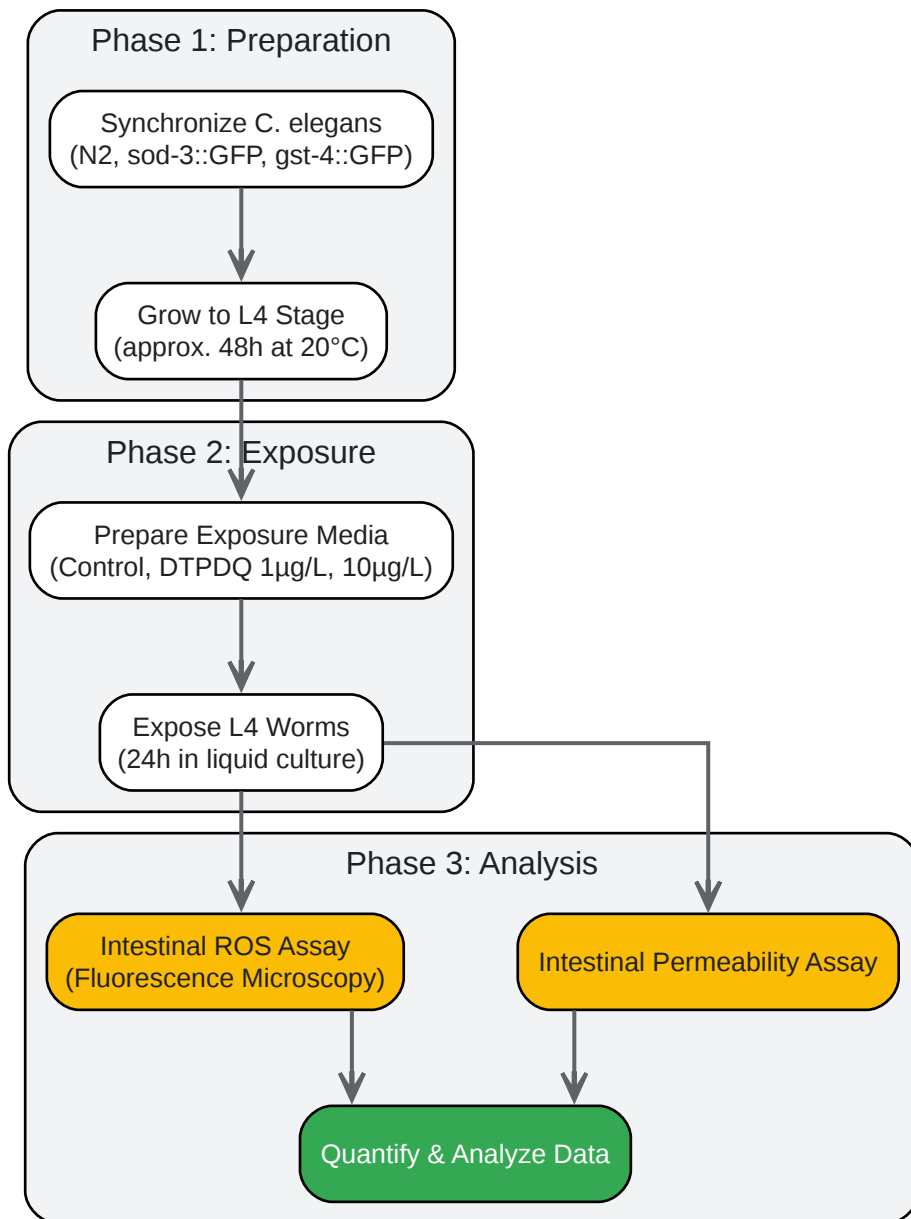 Phase 1: Preparation
Synchronize C. elegans
(N2, sod-3::GFP, gst-4::GFP)
Grow to L4 Stage
(approx. 48h at 20°C)
Phase 2: Exposure
Prepare Exposure Media
(Control, DTPDQ 1µg/L, 10µg/L)
Expose L4 Worms
(24h in liquid culture)
Phase 3: Analysis
Intestinal ROS Assay
(Fluorescence Microscopy)
Intestinal Permeability Assay
Quantify & Analyze Data